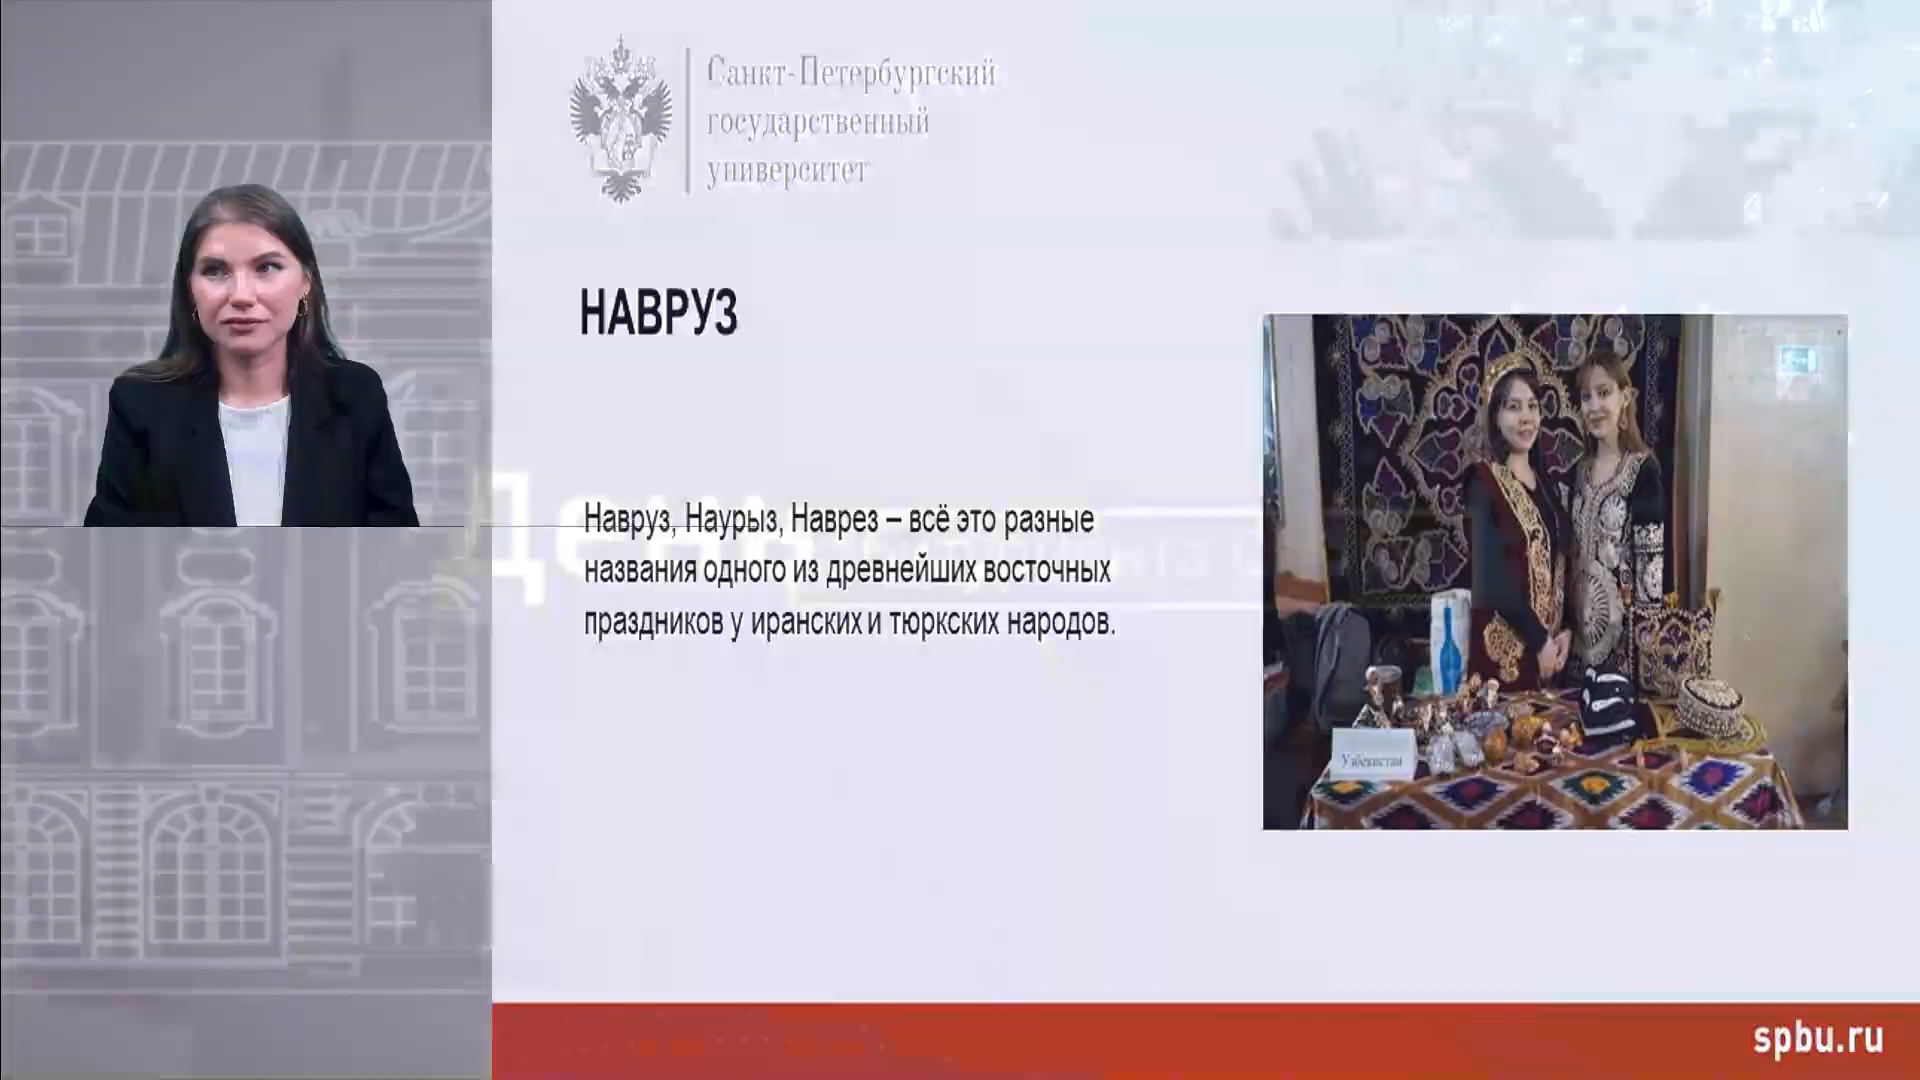 Санкт-Петербургский
государственный
университет
НАВРУЗ
Навруз, Наурыз, Наврез – всё это разные
названия одного из древнейших восточных
праздников у иранских и тюркских народов.
День
Узбекистан
spbu.ru